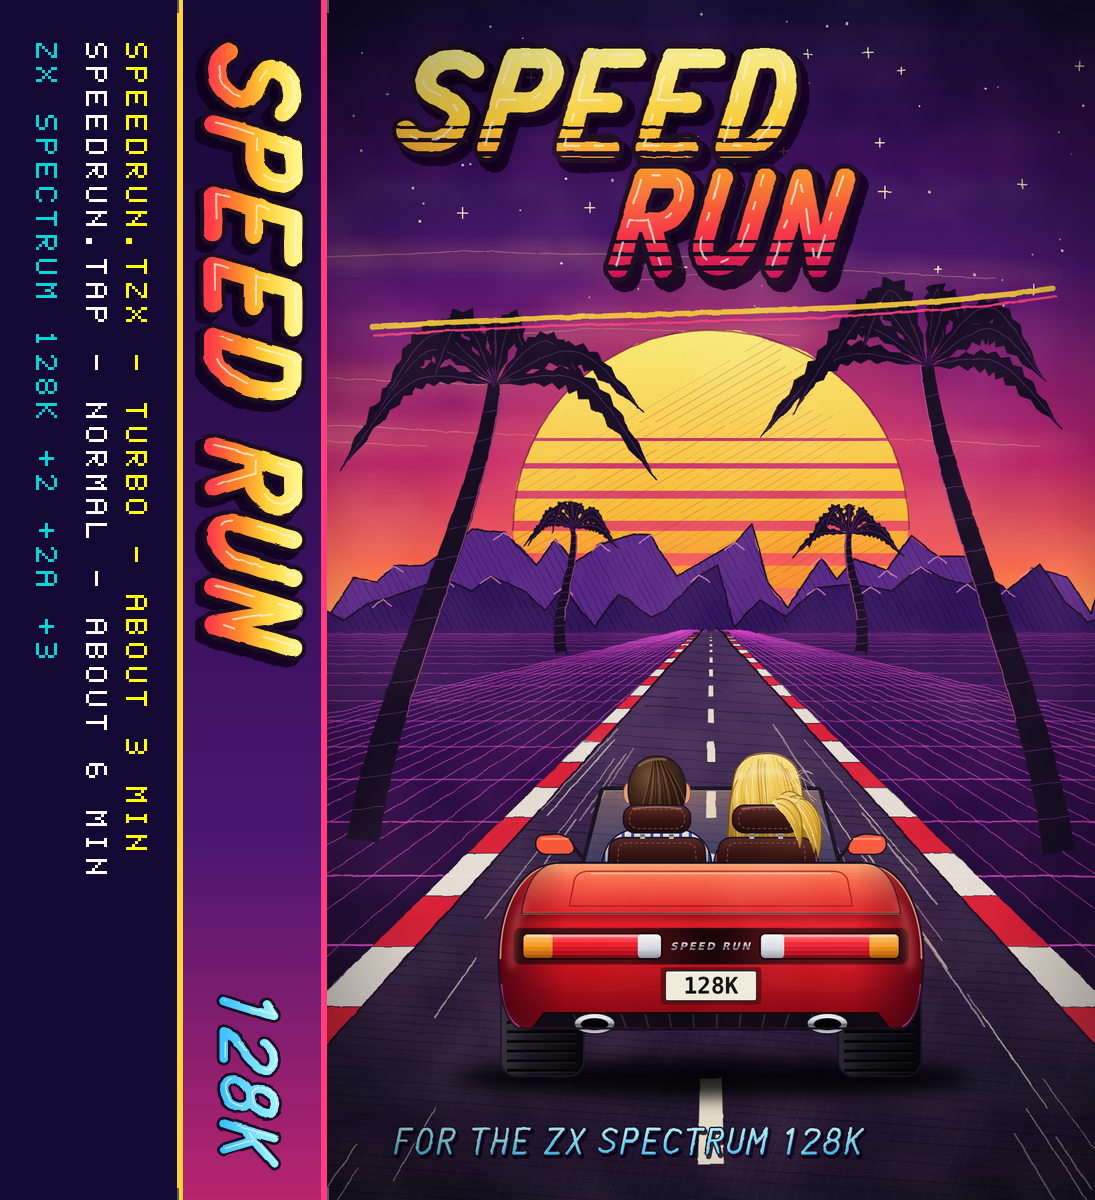 SPEEDRUN.TZX - TURBO - ABOUT 3 MIN
SPEEDRUN.TAP - NORMAL - ABOUT 6 MIN
ZX SPECTRUM 128K +2 +2A +3
SPEED RUN
128K
SPEED
RUN
SPEED RUN
128K
FOR THE ZX SPECTRUM 128K